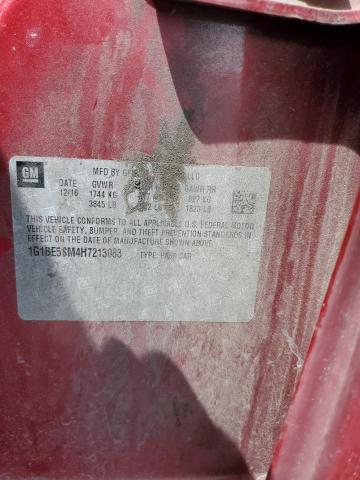 GM
MFD BY LLC
DATE GVWR GAWR RR
12/16 1744 KG 827 KG
3845 LB 1823 LB
THIS VEHICLE CONFORMS TO ALL APPLICABLE U.S. FEDERAL MOTOR
VEHICLE SAFETY, BUMPER, AND THEFT PREVENTION STANDARDS IN
EFFECT ON THE DATE OF MANUFACTURE SHOWN ABOVE.
1G1BE5SM4H7213083 TYPE: PASS CAR